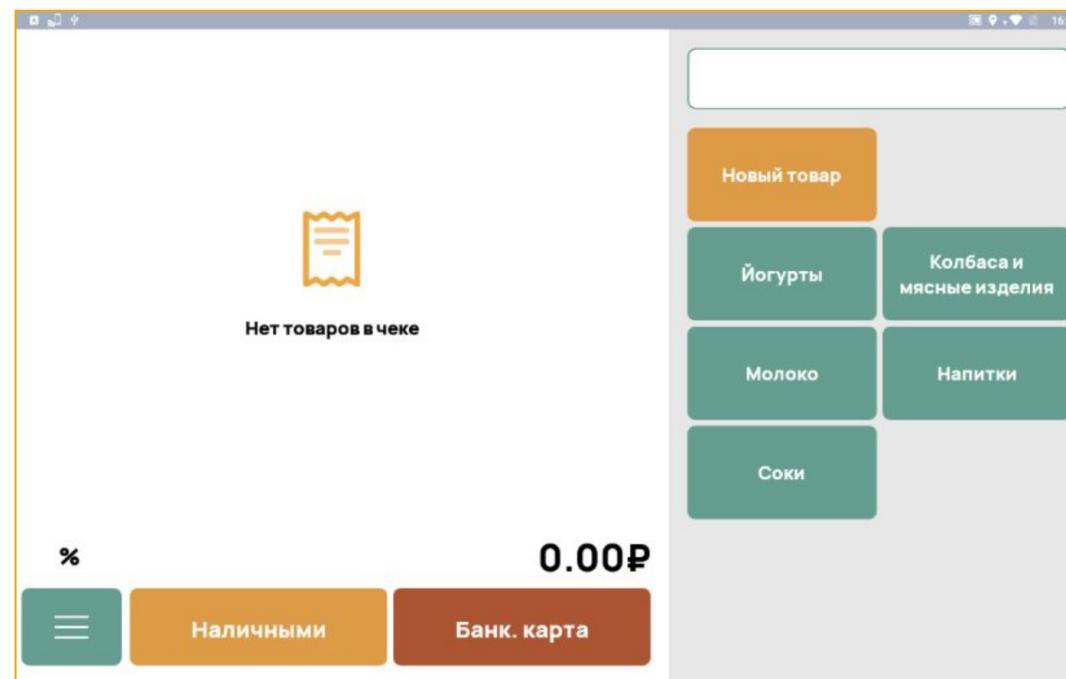 Новый товар
Йогурты
Колбаса и
мясные изделия
Молоко
Напитки
Соки
Нет товаров в чеке
%
0.00₽
Наличными
Банк. карта